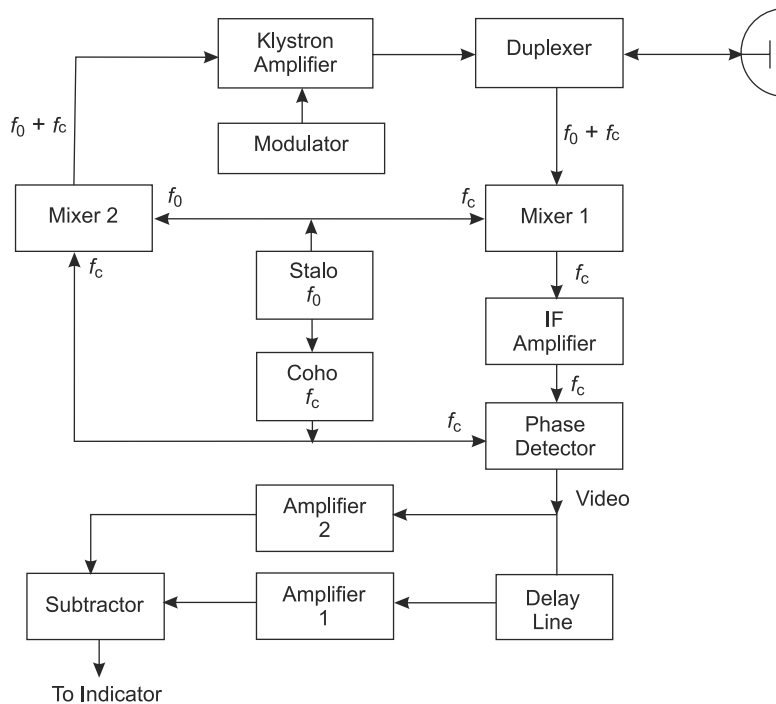 Klystron
Amplifier
Duplexer
f0 + fc
Modulator
f0 + fc
Mixer 2
f0
fc
Mixer 1
fc
fc
Stalo
f0
IF
Amplifier
Coho
fc
fc
fc
Phase
Detector
Video
Amplifier
2
Subtractor
Amplifier
1
Delay
Line
To Indicator